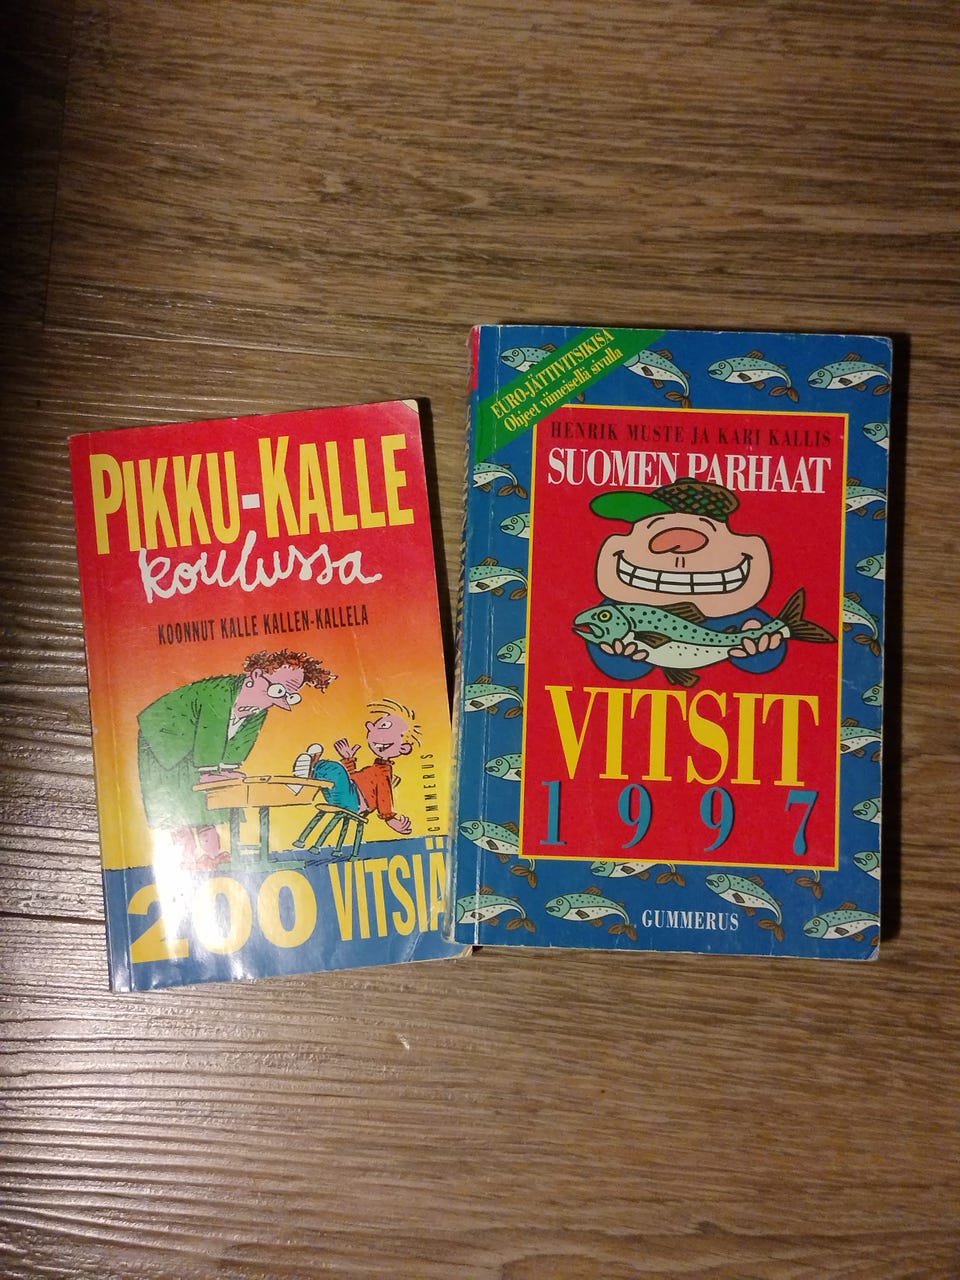 PIKKU-KALLE
koulussa
KOONNUT KALLE KALLEN-KALLELA
GUMMERUS
200 VITSIÄ
EURO-JÄTTIVITSIKISA
Ohjeet viimeisellä sivulla
HENRIK MUSTE JA KARI KALLIS
SUOMEN PARHAAT
VITSIT
1997
GUMMERUS